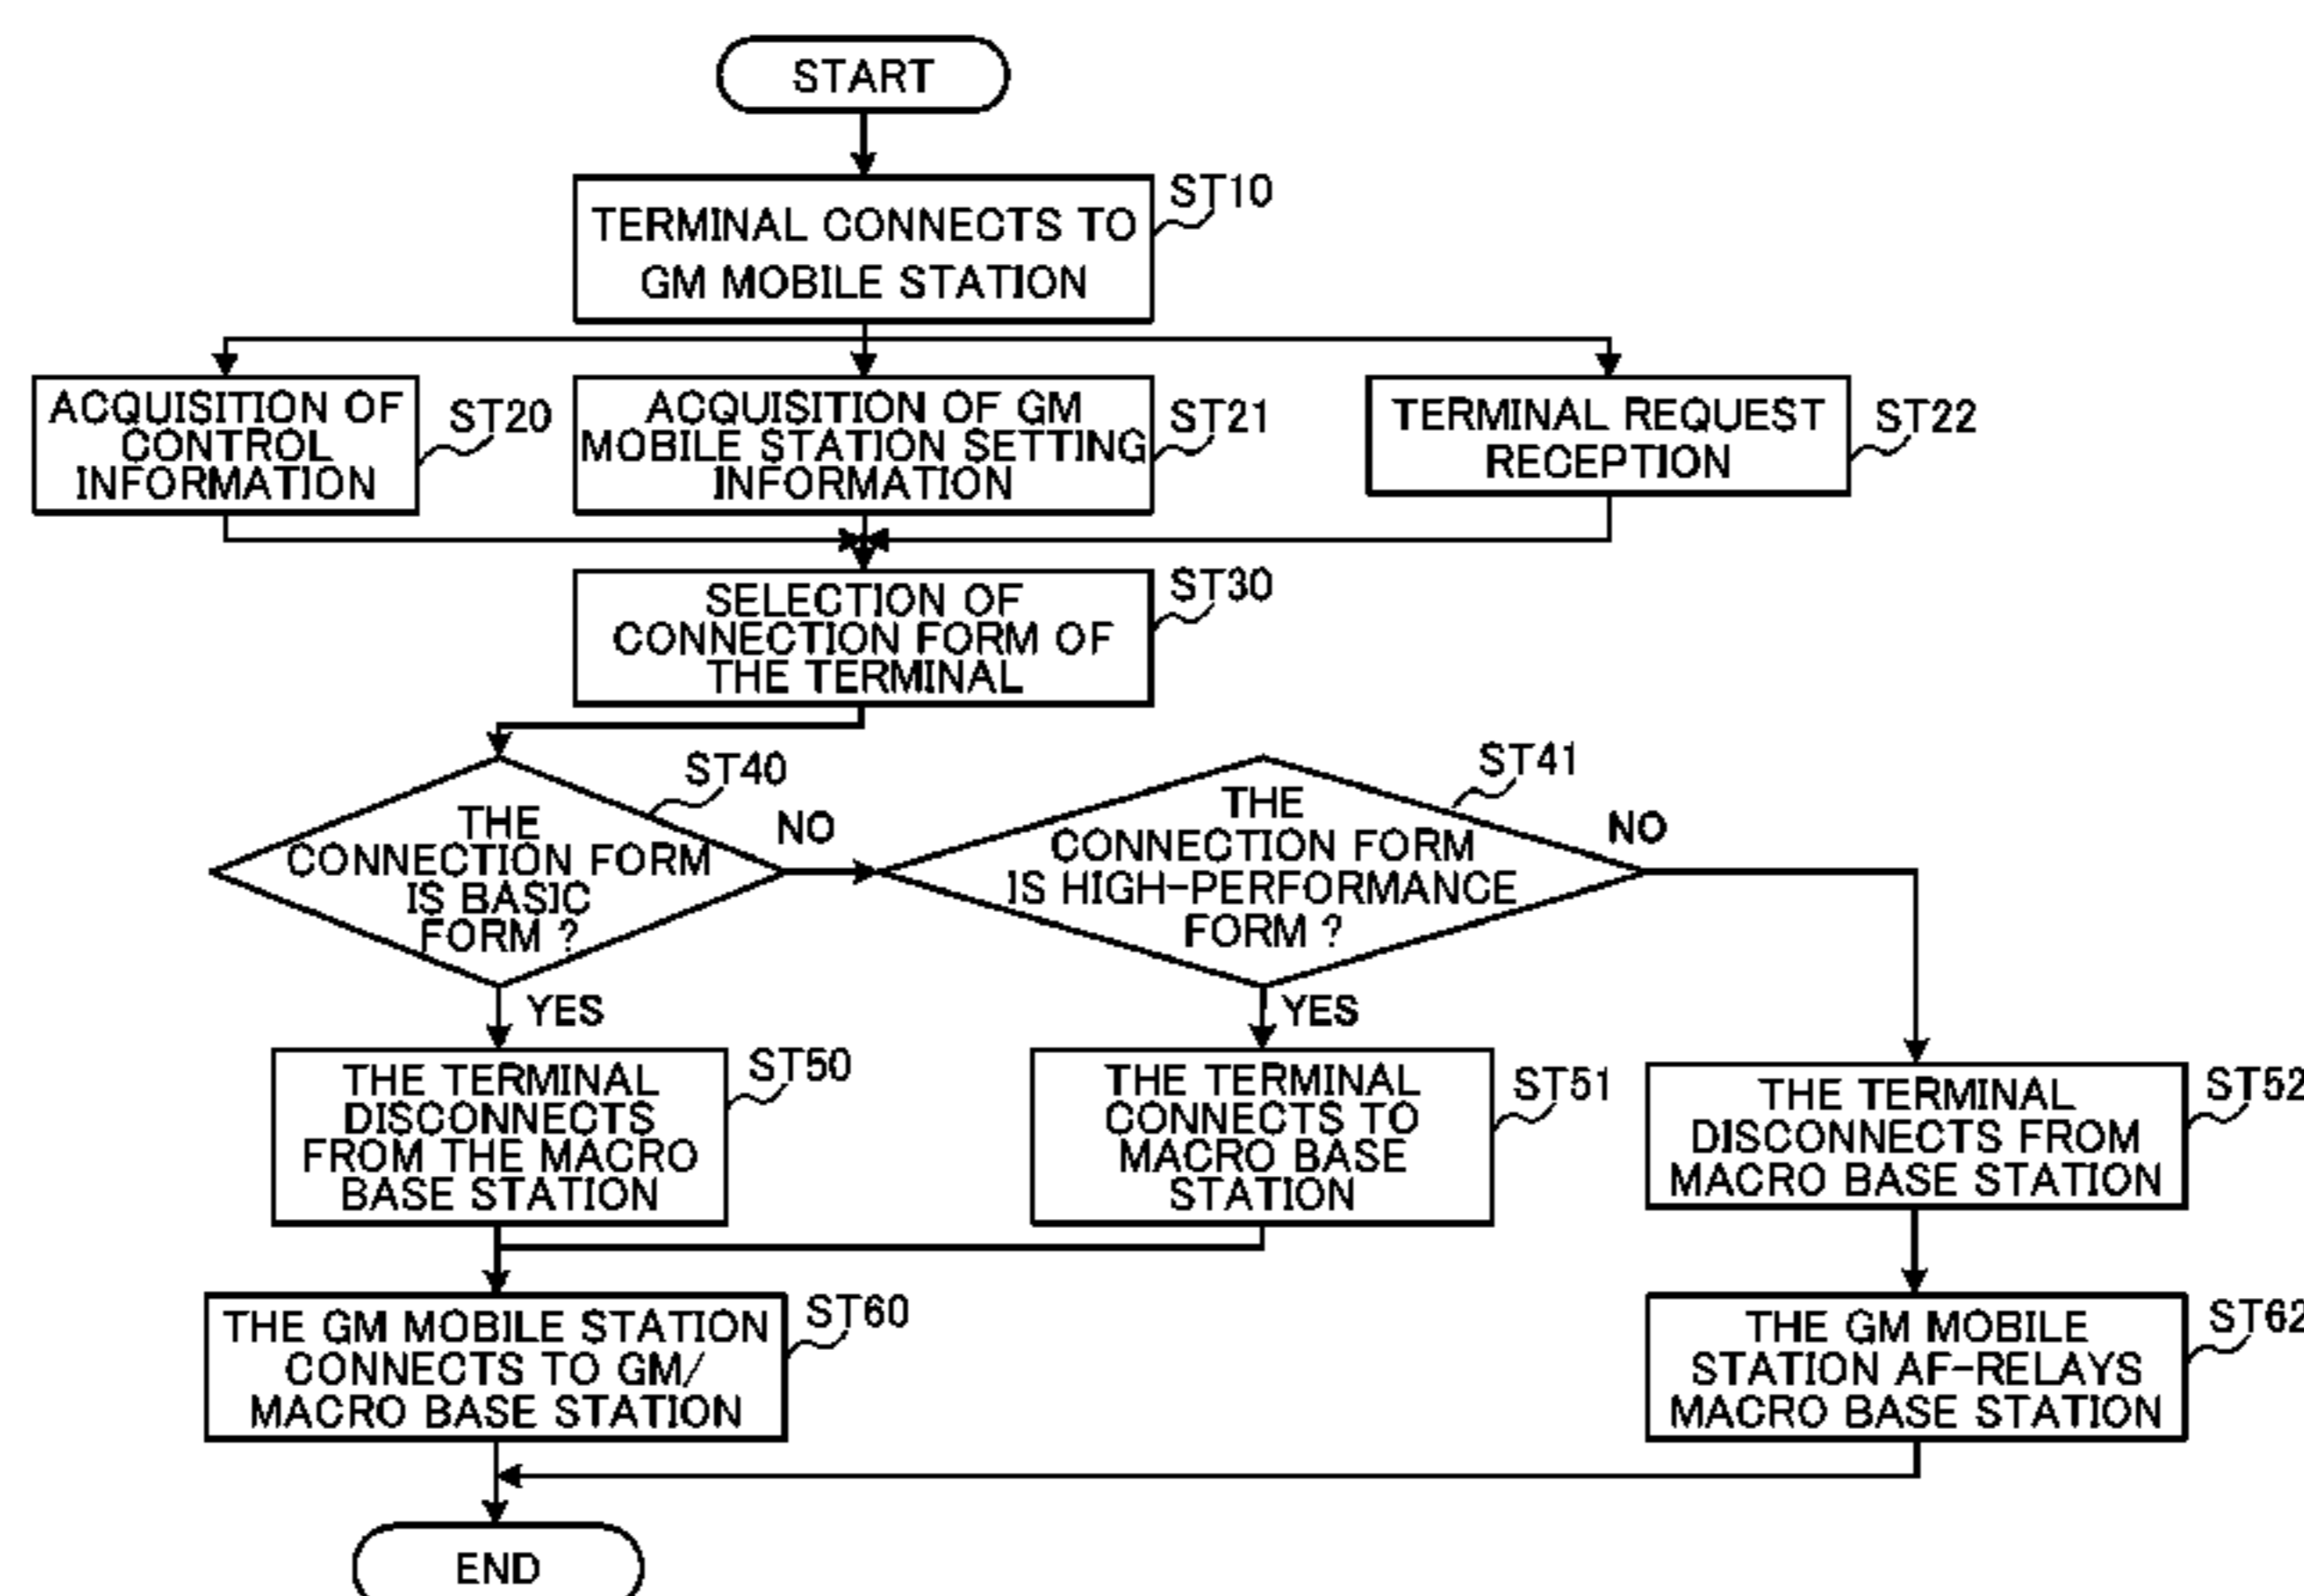 START
ST10
TERMINAL CONNECTS TO
GM MOBILE STATION
ACQUISITION OF
CONTROL
INFORMATION
ST20
ACQUISITION OF GM
MOBILE STATION SETTING
INFORMATION
ST21
TERMINAL REQUEST
RECEPTION
ST22
SELECTION OF
CONNECTION FORM OF
THE TERMINAL
ST30
ST40
THE
CONNECTION FORM
IS BASIC
FORM ?
NO
YES
ST41
THE
CONNECTION FORM
IS HIGH-PERFORMANCE
FORM ?
NO
YES
THE TERMINAL
DISCONNECTS
FROM THE MACRO
BASE STATION
ST50
THE TERMINAL
CONNECTS TO
MACRO BASE
STATION
ST51
THE TERMINAL
DISCONNECTS FROM
MACRO BASE STATION
ST52
THE GM MOBILE STATION
CONNECTS TO GM/
MACRO BASE STATION
ST60
THE GM MOBILE
STATION AF-RELAYS
MACRO BASE STATION
ST62
END